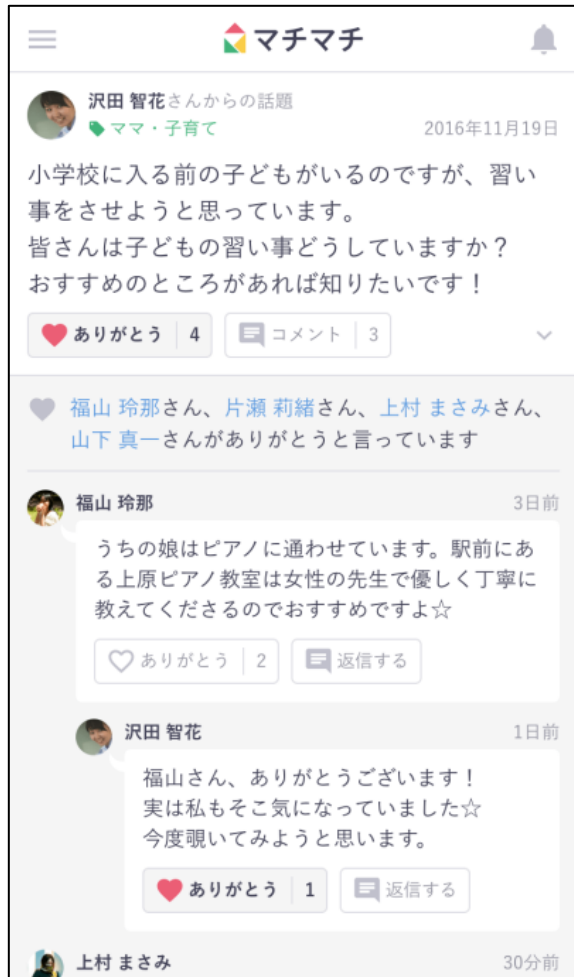 マチマチ
沢田 智花さんからの話題
ママ・子育て
2016年11月19日
小学校に入る前の子どもがいるのですが、習い
事をさせようと思っています。
皆さんは子どもの習い事どうしていますか？
おすすめのところがあれば知りたいです！
ありがとう 4 コメント 3
福山 玲那さん、片瀬 莉緒さん、上村 まさみさん、
山下 真一さんがありがとうと言っています
福山 玲那 3日前
うちの娘はピアノに通わせています。駅前にあ
る上原ピアノ教室は女性の先生で優しく丁寧に
教えてくださるのでおすすめですよ☆
ありがとう 2 返信する
沢田 智花 1日前
福山さん、ありがとうございます！
実は私もそこ気になっていました☆
今度覗いてみようと思います。
ありがとう 1 返信する
上村 まさみ 30分前